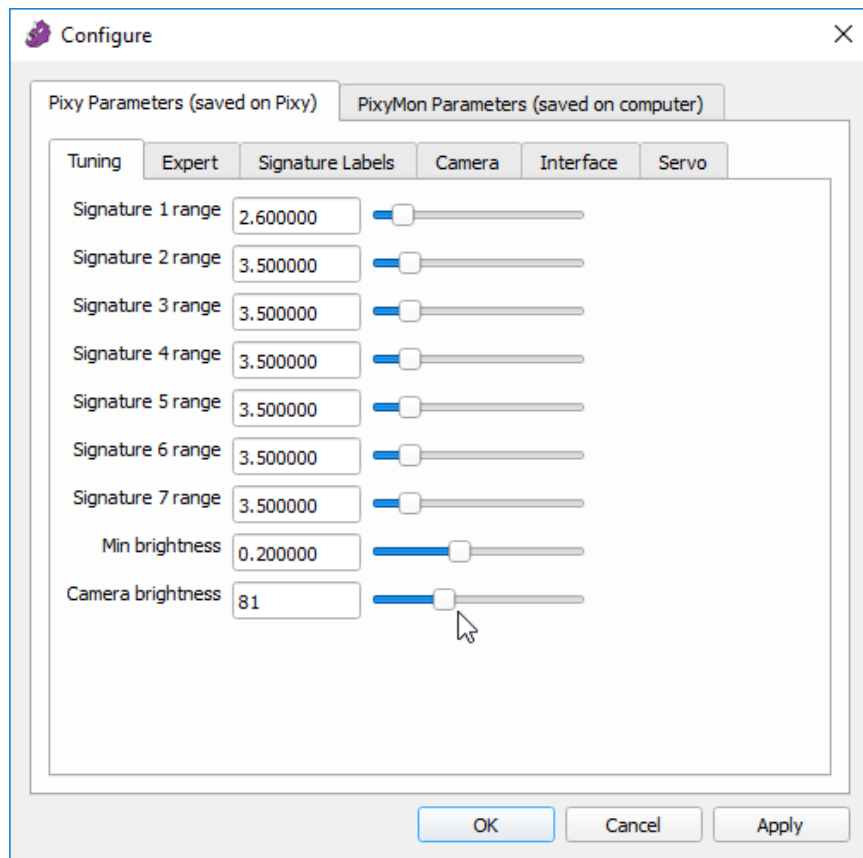 Configure
Pixy Parameters (saved on Pixy) PixyMon Parameters (saved on computer)
Tuning Expert Signature Labels Camera Interface Servo
Signature 1 range 2.600000
Signature 2 range 3.500000
Signature 3 range 3.500000
Signature 4 range 3.500000
Signature 5 range 3.500000
Signature 6 range 3.500000
Signature 7 range 3.500000
Min brightness 0.200000
Camera brightness 81
OK Cancel Apply